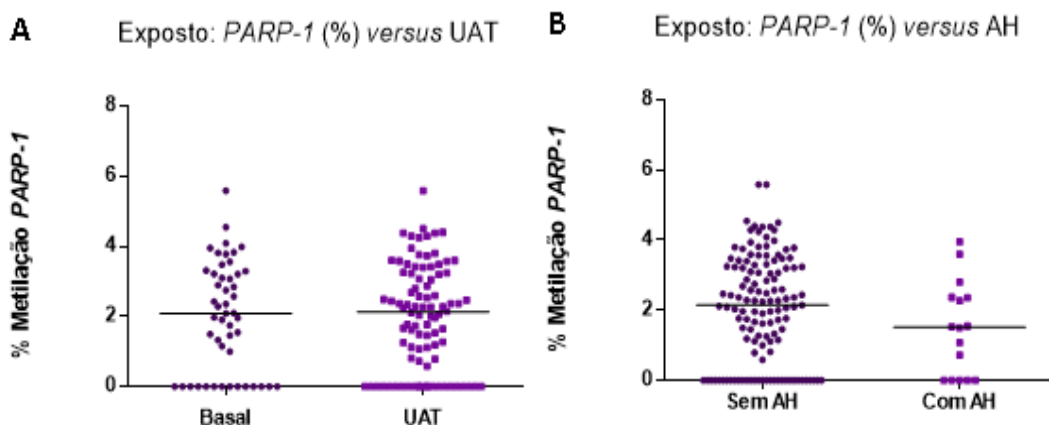 A
Exposto: PARP-1 (%) versus UAT
% Metilação PARP-1
8
6
4
2
0
Basal
UAT
B
Exposto: PARP-1 (%) versus AH
% Metilação PARP-1
8
6
4
2
0
Sem AH
Com AH